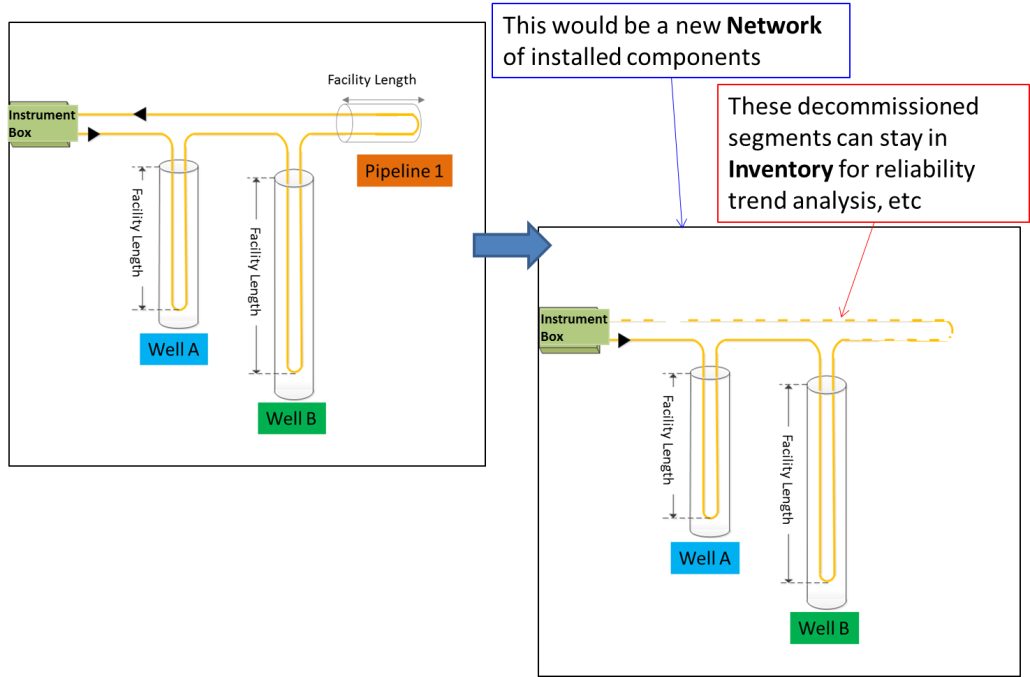 This would be a new Network
of installed components
These decommissioned
segments can stay in
Inventory for reliability
trend analysis, etc
Facility Length
Instrument
Box
Pipeline 1
Facility Length
Facility Length
Well A
Well B
Instrument
Box
Facility Length
Facility Length
Well A
Well B